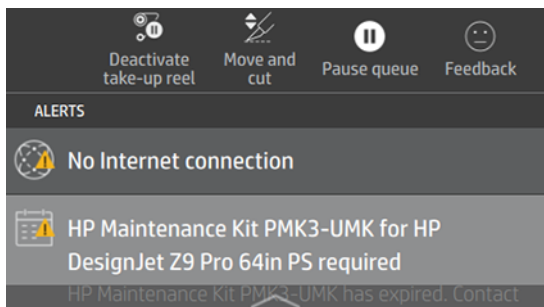 Deactivate
take-up reel
Move and
cut
Pause queue
Feedback
ALERTS
No Internet connection
HP Maintenance Kit PMK3-UMK for HP
DesignJet Z9 Pro 64in PS required
HP Maintenance Kit PMK3-UMK has expired. Contact